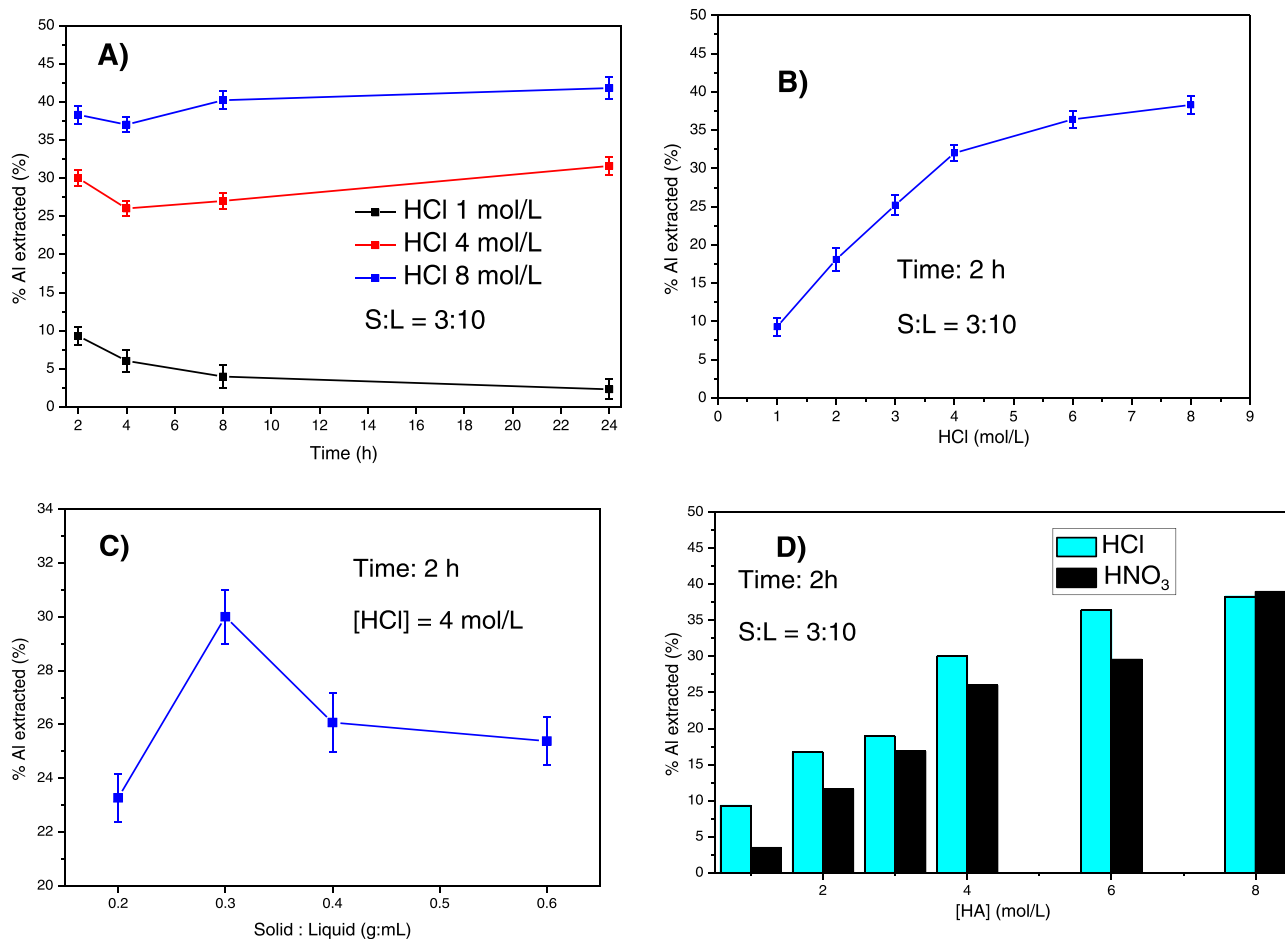 A)
50
45
40
35
30
25
20
15
10
5
0
% Al extracted (%)
HCl 1 mol/L
HCl 4 mol/L
HCl 8 mol/L
S:L = 3:10
2 4 6 8 10 12 14 16 18 20 22 24
Time (h)
B)
50
45
40
35
30
25
20
15
10
5
0
% Al extracted (%)
Time: 2 h
S:L = 3:10
0 1 2 3 4 5 6 7 8 9
HCl (mol/L)
C)
34
32
30
28
26
24
22
20
% Al extracted (%)
Time: 2 h
[HCl] = 4 mol/L
0.2 0.3 0.4 0.5 0.6
Solid : Liquid (g:mL)
D)
50
45
40
35
30
25
20
15
10
5
0
% Al extracted (%)
HCl
HNO₃
Time: 2h
S:L = 3:10
2 4 6 8
[HA] (mol/L)